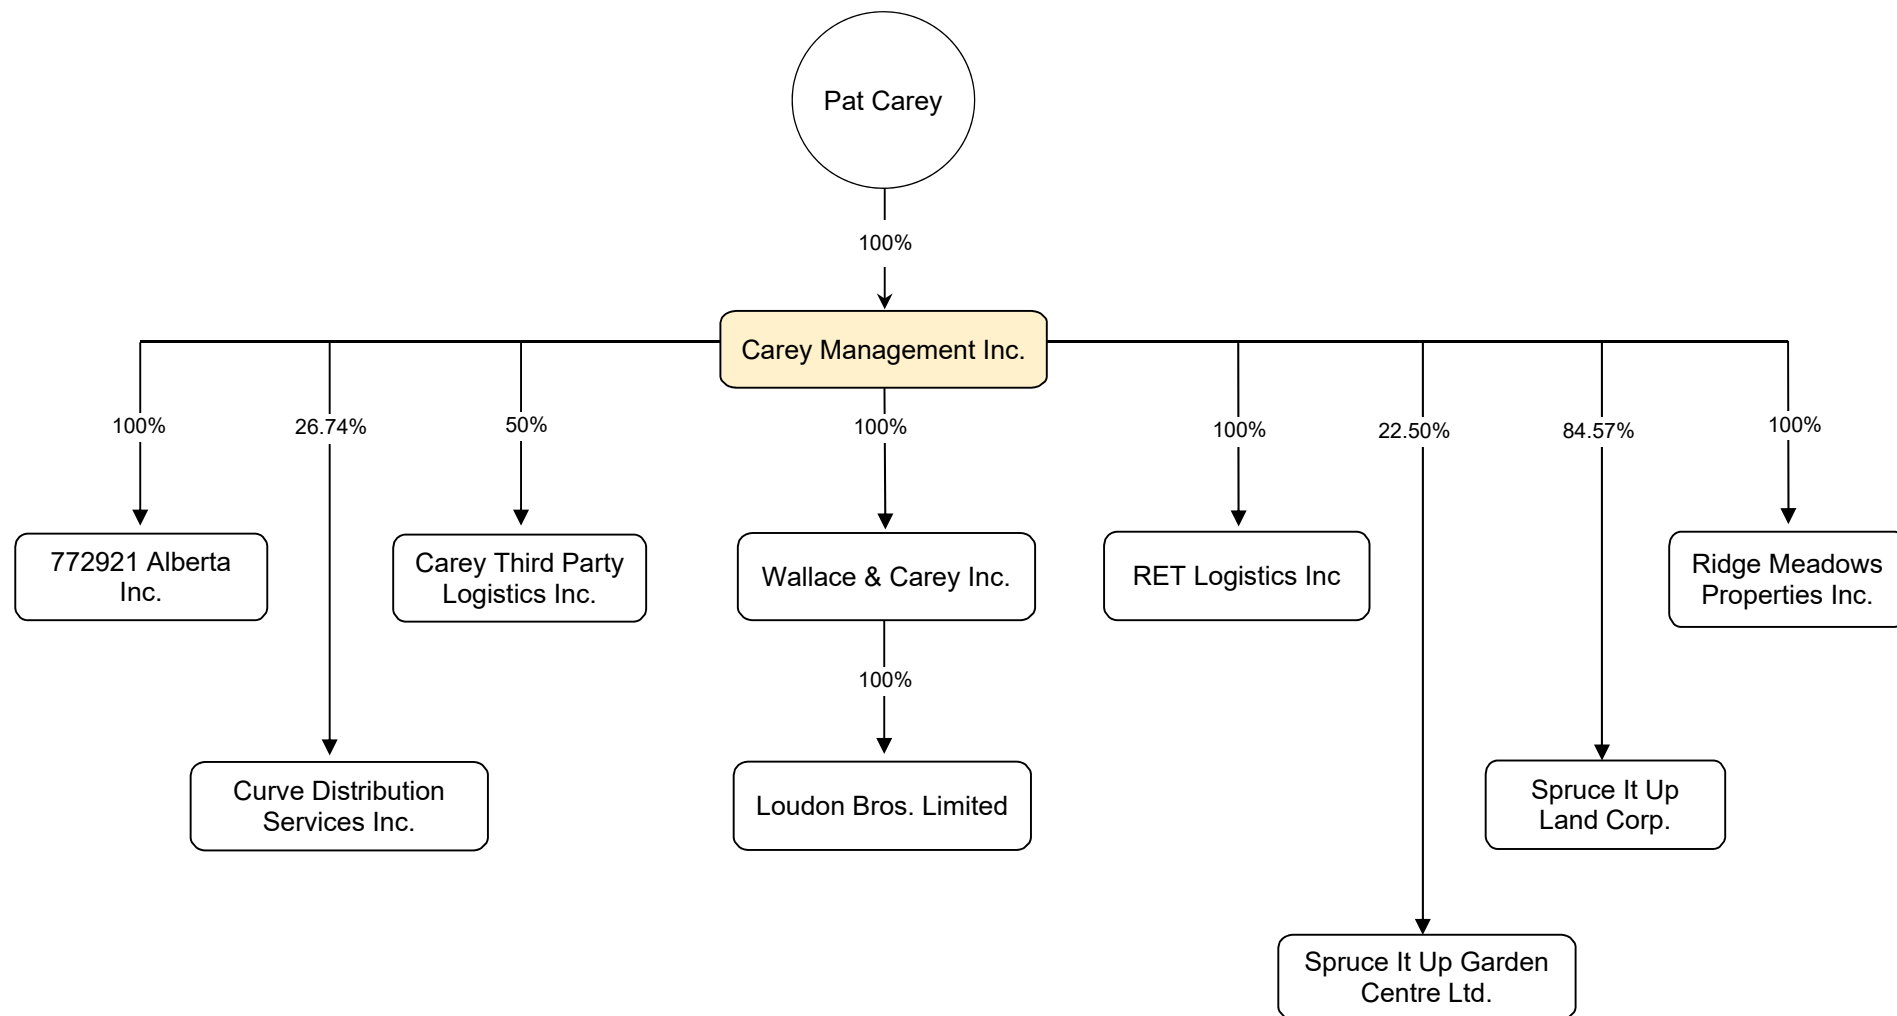 Pat Carey
100%
Carey Management Inc.
100%
26.74%
50%
100%
100%
22.50%
84.57%
100%
772921 Alberta
Inc.
Carey Third Party
Logistics Inc.
Wallace & Carey Inc.
RET Logistics Inc
Ridge Meadows
Properties Inc.
100%
Curve Distribution
Services Inc.
Loudon Bros. Limited
Spruce It Up
Land Corp.
Spruce It Up Garden
Centre Ltd.